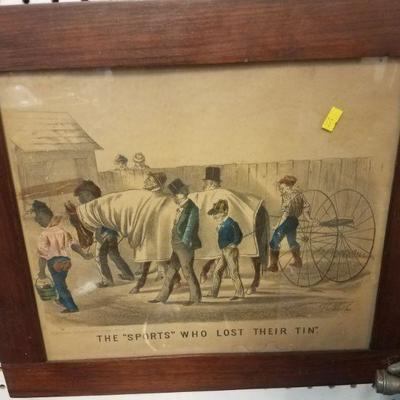 THE "SPORTS" WHO LOST THEIR TIN".